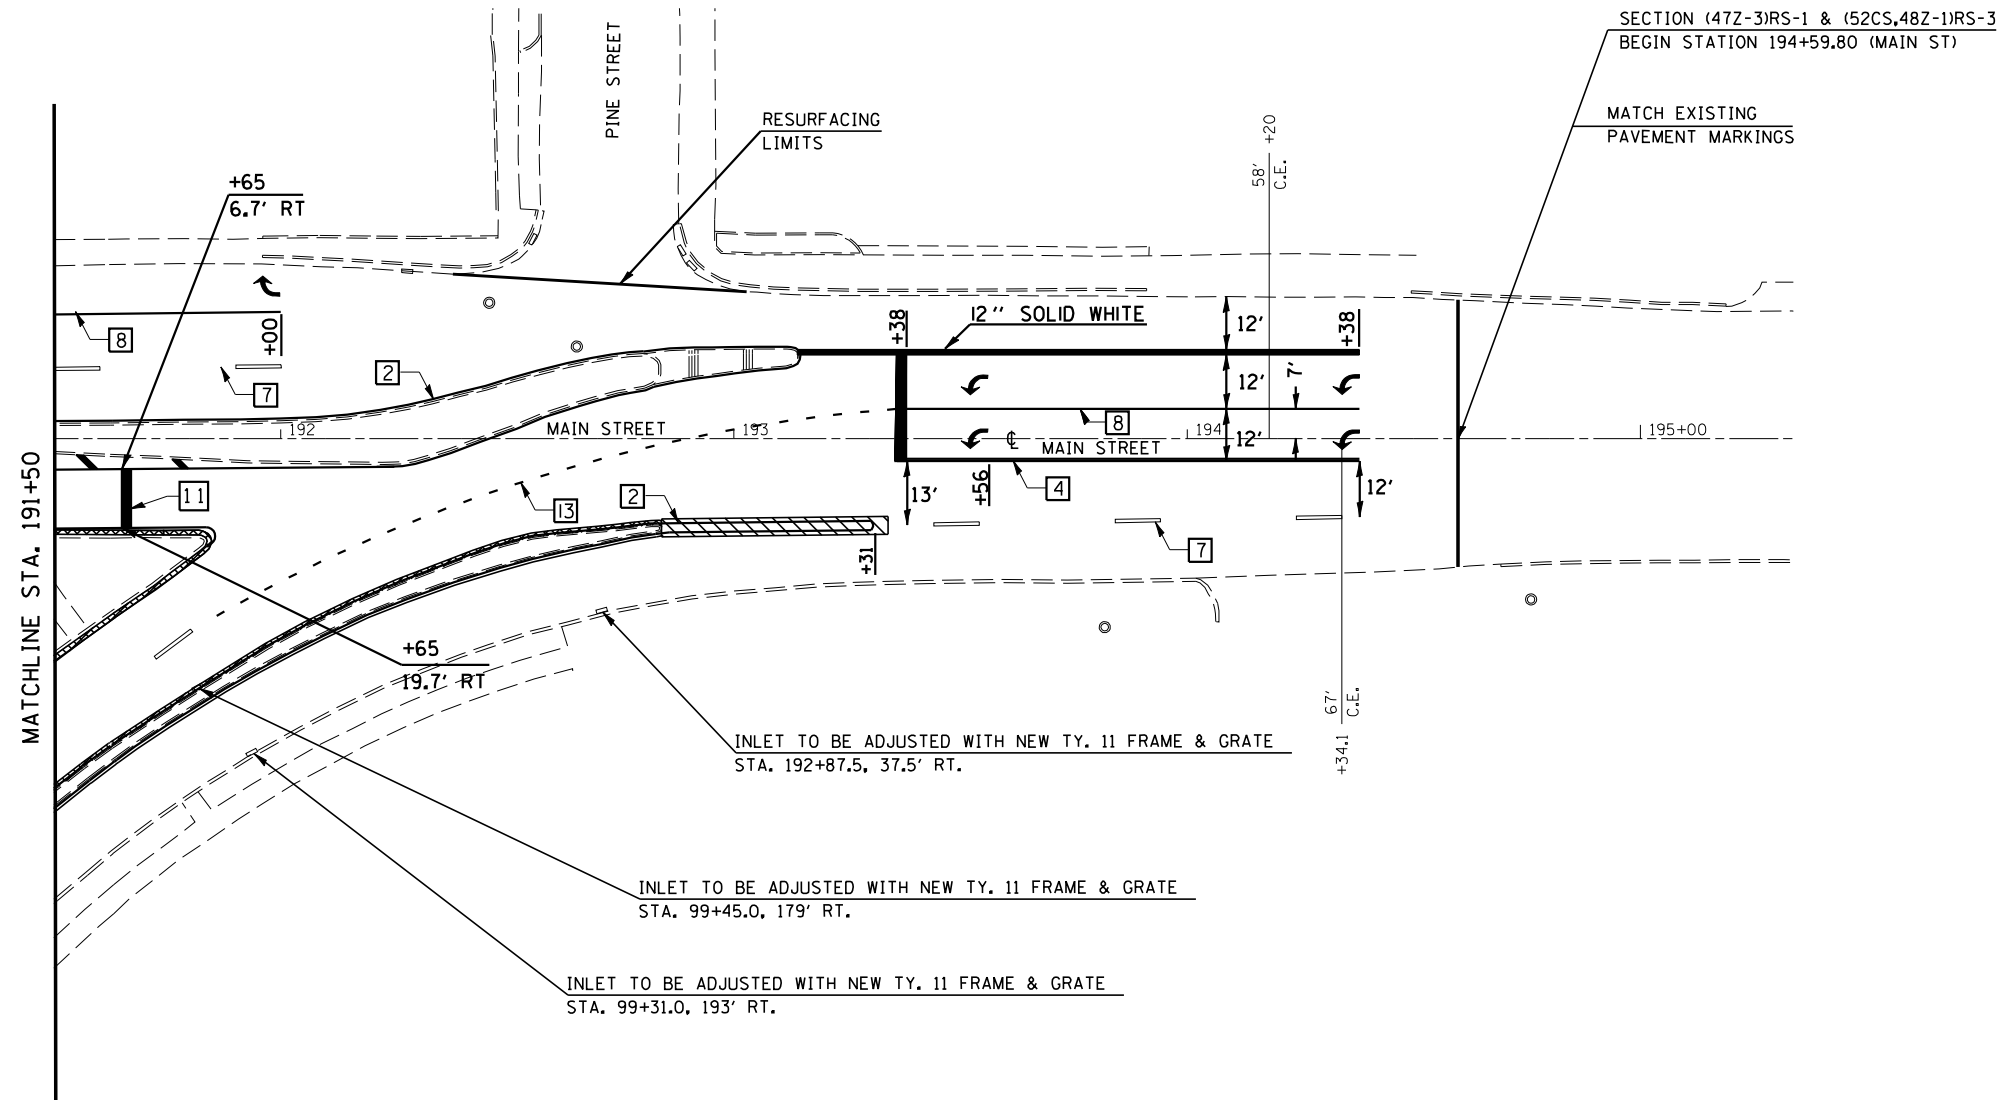 SECTION (47Z-3)RS-1 & (52CS,48Z-1)RS-3
BEGIN STATION 194+59.80 (MAIN ST)
PINE STREET
MATCH EXISTING
PAVEMENT MARKINGS
RESURFACING
LIMITS
+20
58'
C.E.
+65
6.7' RT
+00
8
7
2
+38
12" SOLID WHITE
12'
+38
12'
7'
12'
8
192
MAIN STREET
193
194
195+00
℄
MAIN STREET
MATCHLINE STA. 191+50
11
13
2
13'
+56
4
12'
7
+31
+65
19.7' RT
67'
C.E.
+34.1
INLET TO BE ADJUSTED WITH NEW TY. 11 FRAME & GRATE
STA. 192+87.5, 37.5' RT.
INLET TO BE ADJUSTED WITH NEW TY. 11 FRAME & GRATE
STA. 99+45.0, 179' RT.
INLET TO BE ADJUSTED WITH NEW TY. 11 FRAME & GRATE
STA. 99+31.0, 193' RT.